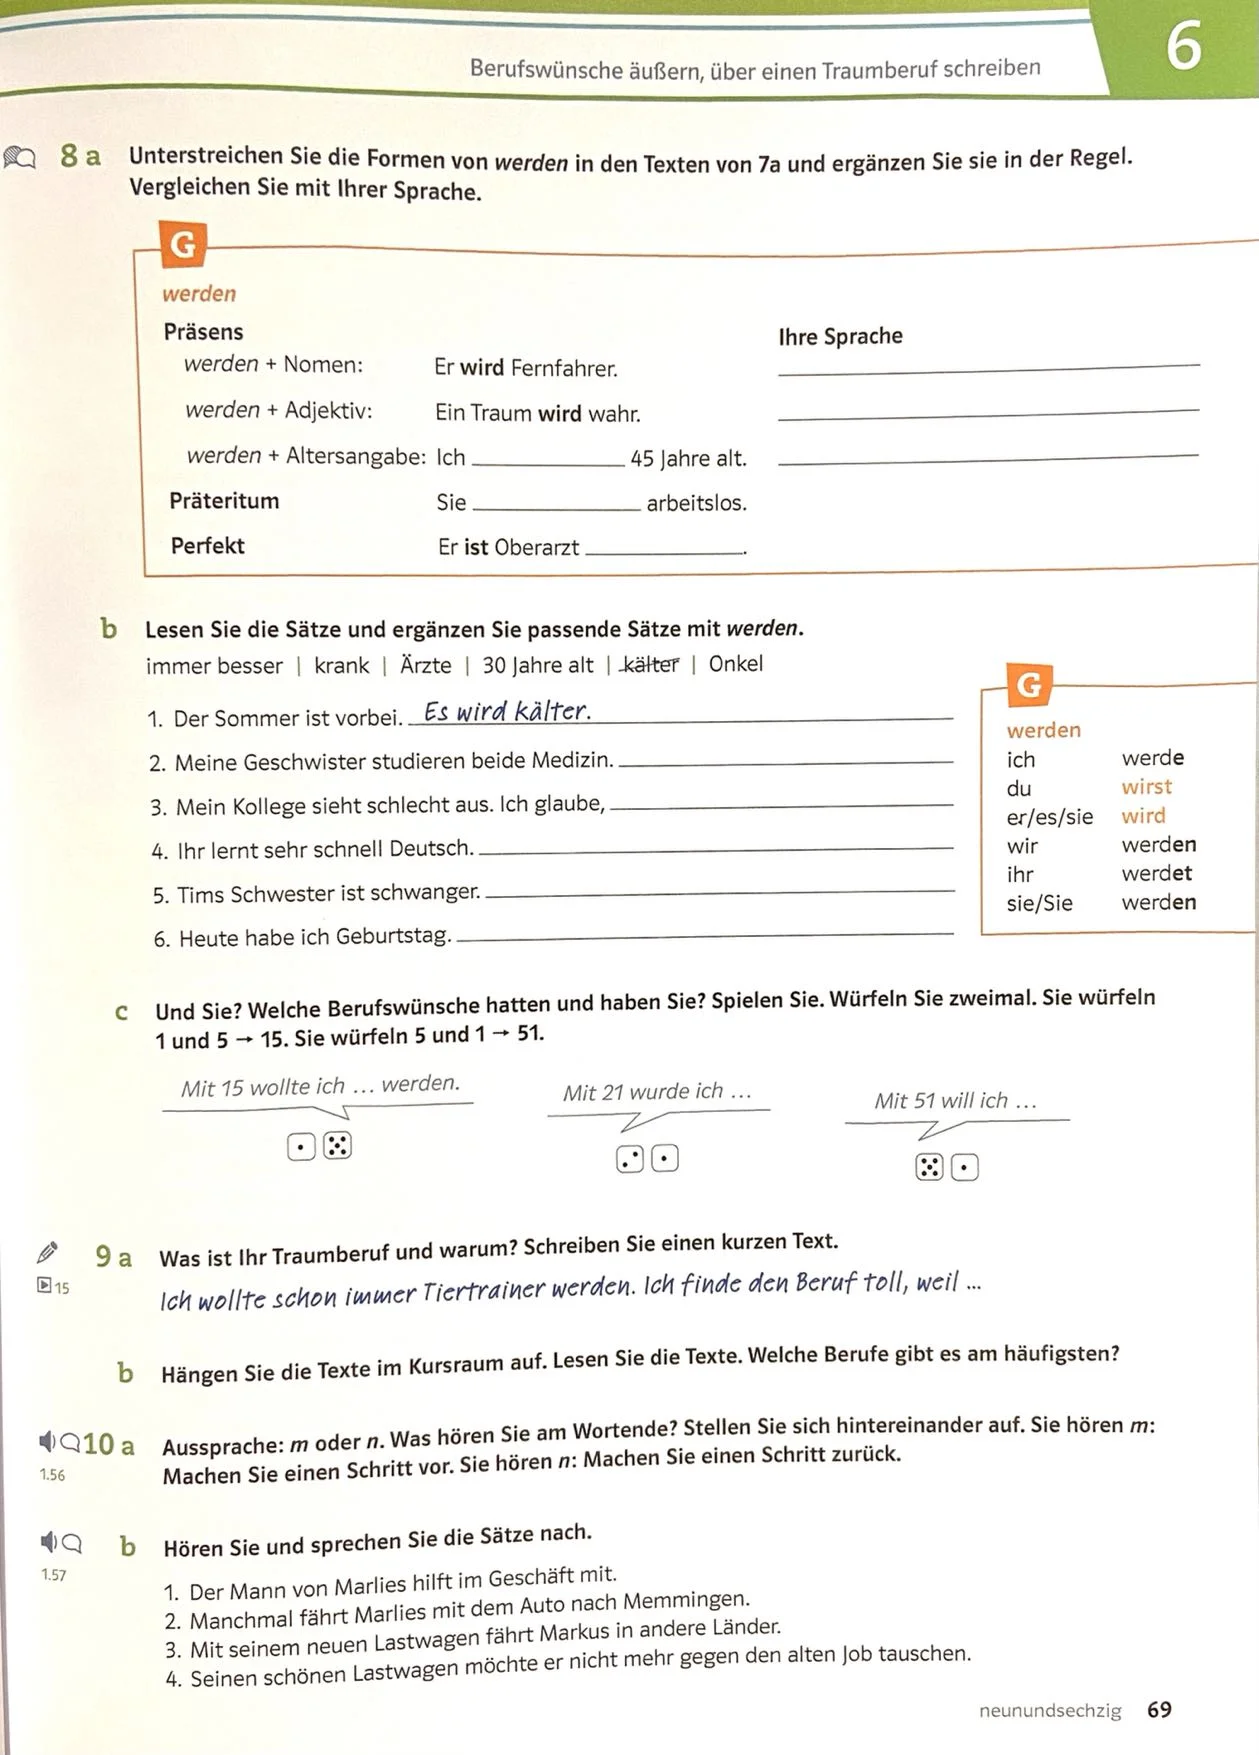 Berufswünsche äußern, über einen Traumberuf schreiben 6
8 a Unterstreichen Sie die Formen von werden in den Texten von 7a und ergänzen Sie sie in der Regel.
Vergleichen Sie mit Ihrer Sprache.
G
werden
Präsens Ihre Sprache
werden + Nomen: Er wird Fernfahrer.
werden + Adjektiv: Ein Traum wird wahr.
werden + Altersangabe: Ich ____________ 45 Jahre alt.
Präteritum Sie ____________ arbeitslos.
Perfekt Er ist Oberarzt ____________.
b Lesen Sie die Sätze und ergänzen Sie passende Sätze mit werden.
immer besser | krank | Ärzte | 30 Jahre alt | kälter | Onkel
1. Der Sommer ist vorbei. Es wird kälter.
2. Meine Geschwister studieren beide Medizin.
3. Mein Kollege sieht schlecht aus. Ich glaube,
4. Ihr lernt sehr schnell Deutsch.
5. Tims Schwester ist schwanger.
6. Heute habe ich Geburtstag.
G
werden
ich werde
du wirst
er/es/sie wird
wir werden
ihr werdet
sie/Sie werden
c Und Sie? Welche Berufswünsche hatten und haben Sie? Spielen Sie. Würfeln Sie zweimal. Sie würfeln
1 und 5 → 15. Sie würfeln 5 und 1 → 51.
Mit 15 wollte ich … werden. Mit 21 wurde ich … Mit 51 will ich …
9 a Was ist Ihr Traumberuf und warum? Schreiben Sie einen kurzen Text.
15 Ich wollte schon immer Tiertrainer werden. Ich finde den Beruf toll, weil …
b Hängen Sie die Texte im Kursraum auf. Lesen Sie die Texte. Welche Berufe gibt es am häufigsten?
10 a Aussprache: m oder n. Was hören Sie am Wortende? Stellen Sie sich hintereinander auf. Sie hören m:
1.56 Machen Sie einen Schritt vor. Sie hören n: Machen Sie einen Schritt zurück.
b Hören Sie und sprechen Sie die Sätze nach.
1.57
1. Der Mann von Marlies hilft im Geschäft mit.
2. Manchmal fährt Marlies mit dem Auto nach Memmingen.
3. Mit seinem neuen Lastwagen fährt Markus in andere Länder.
4. Seinen schönen Lastwagen möchte er nicht mehr gegen den alten Job tauschen.
neunundsechzig 69